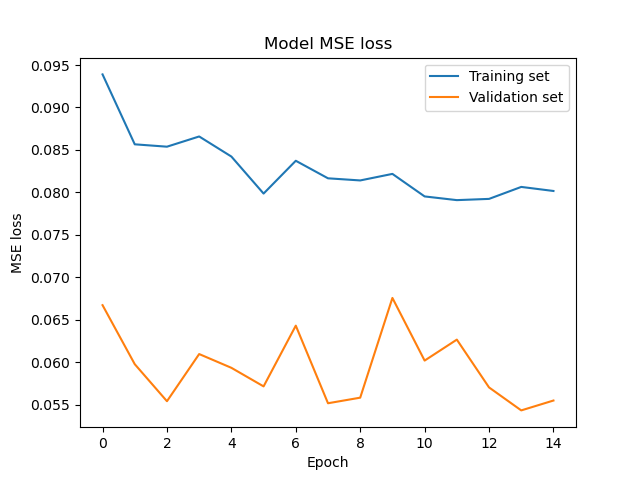 Model MSE loss
Training set
Validation set
0.095
0.090
0.085
0.080
0.075
0.070
0.065
0.060
0.055
MSE loss
0 2 4 6 8 10 12 14
Epoch